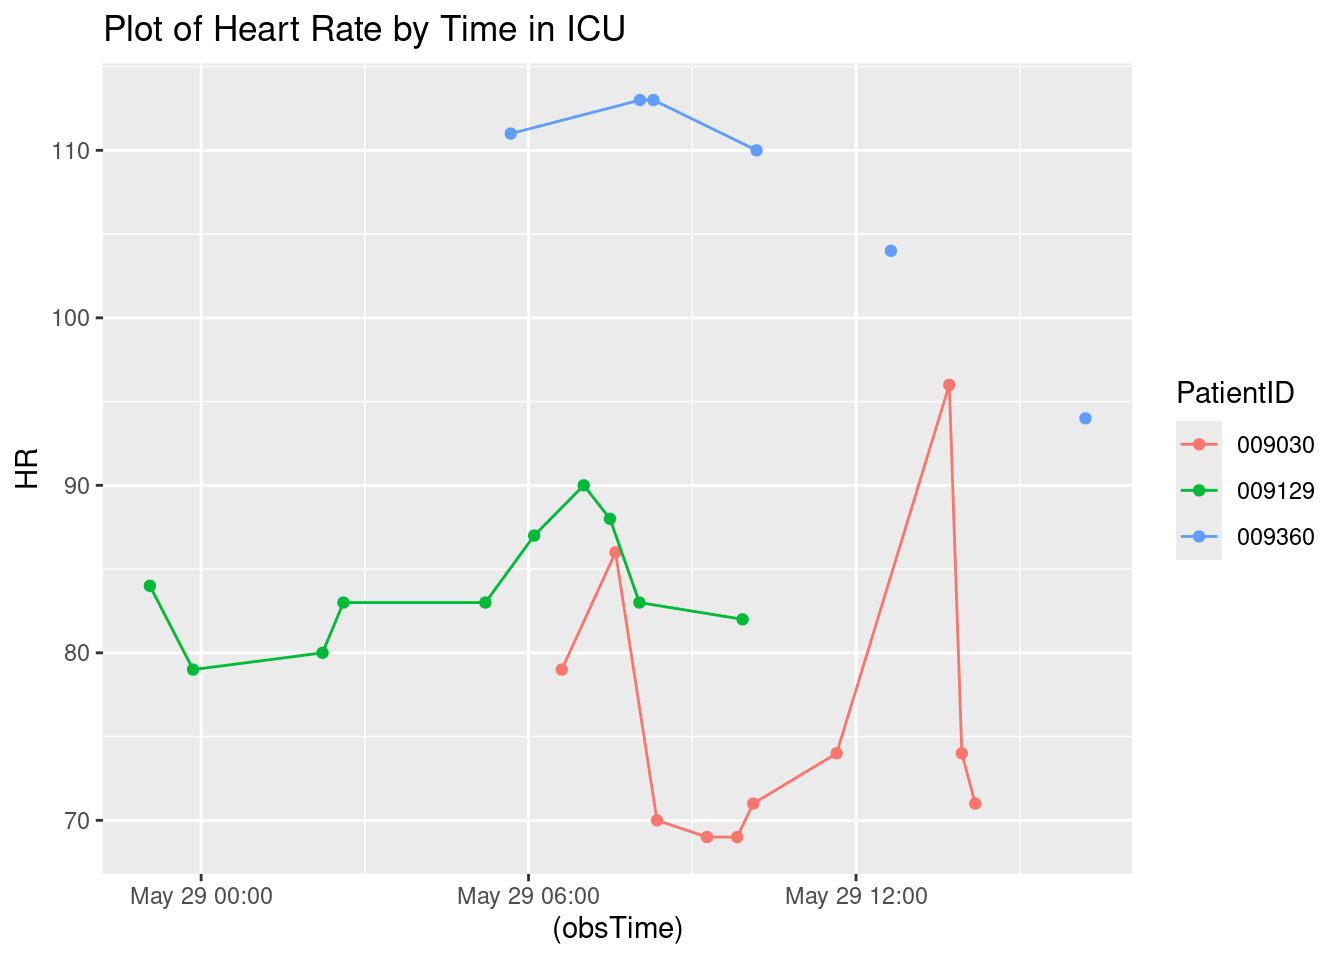 Plot of Heart Rate by Time in ICU
HR
110
100
90
80
70
May 29 00:00
May 29 06:00
May 29 12:00
(obsTime)
PatientID
009030
009129
009360